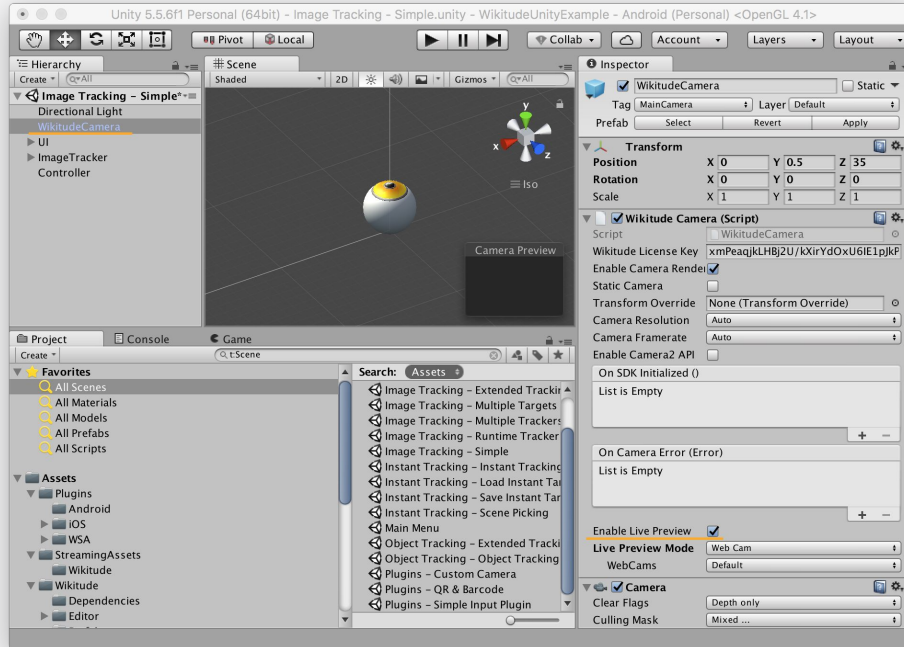 Unity 5.5.6f1 Personal (64bit) - Image Tracking - Simple.unity - WikitudeUnityExample - Android (Personal) <OpenGL 4.1>
Pivot Local Collab Account Layers Layout
Hierarchy
Create All
Image Tracking - Simple*
Directional Light
WikitudeCamera
UI
ImageTracker
Controller
Scene
Shaded 2D Gizmos All
y
x
z
Iso
Camera Preview
Inspector
WikitudeCamera Static
Tag MainCamera Layer Default
Prefab Select Revert Apply
Transform
Position X 0 Y 0.5 Z 35
Rotation X 0 Y 0 Z 0
Scale X 1 Y 1 Z 1
Wikitude Camera (Script)
Script WikitudeCamera
Wikitude License Key xmPeaqjkLHBj2U/kXirYdOxU6IE1pJkP
Enable Camera Render
Static Camera
Transform Override None (Transform Override)
Camera Resolution Auto
Camera Framerate Auto
Enable Camera2 API
On SDK Initialized ()
List is Empty
+ −
On Camera Error (Error)
List is Empty
+ −
Enable Live Preview
Live Preview Mode Web Cam
WebCams Default
Camera
Clear Flags Depth only
Culling Mask Mixed ...
Project Console Game
Create t:Scene
Favorites
All Scenes
All Materials
All Models
All Prefabs
All Scripts
Assets
Plugins
Android
iOS
WSA
StreamingAssets
Wikitude
Wikitude
Dependencies
Editor
Search: Assets
Image Tracking - Extended Trackin
Image Tracking - Multiple Targets
Image Tracking - Multiple Trackers
Image Tracking - Runtime Tracker
Image Tracking - Simple
Instant Tracking - Instant Tracking
Instant Tracking - Load Instant Tar
Instant Tracking - Save Instant Tar
Instant Tracking - Scene Picking
Main Menu
Object Tracking - Extended Tracki
Object Tracking - Object Tracking
Plugins - Custom Camera
Plugins - QR & Barcode
Plugins - Simple Input Plugin